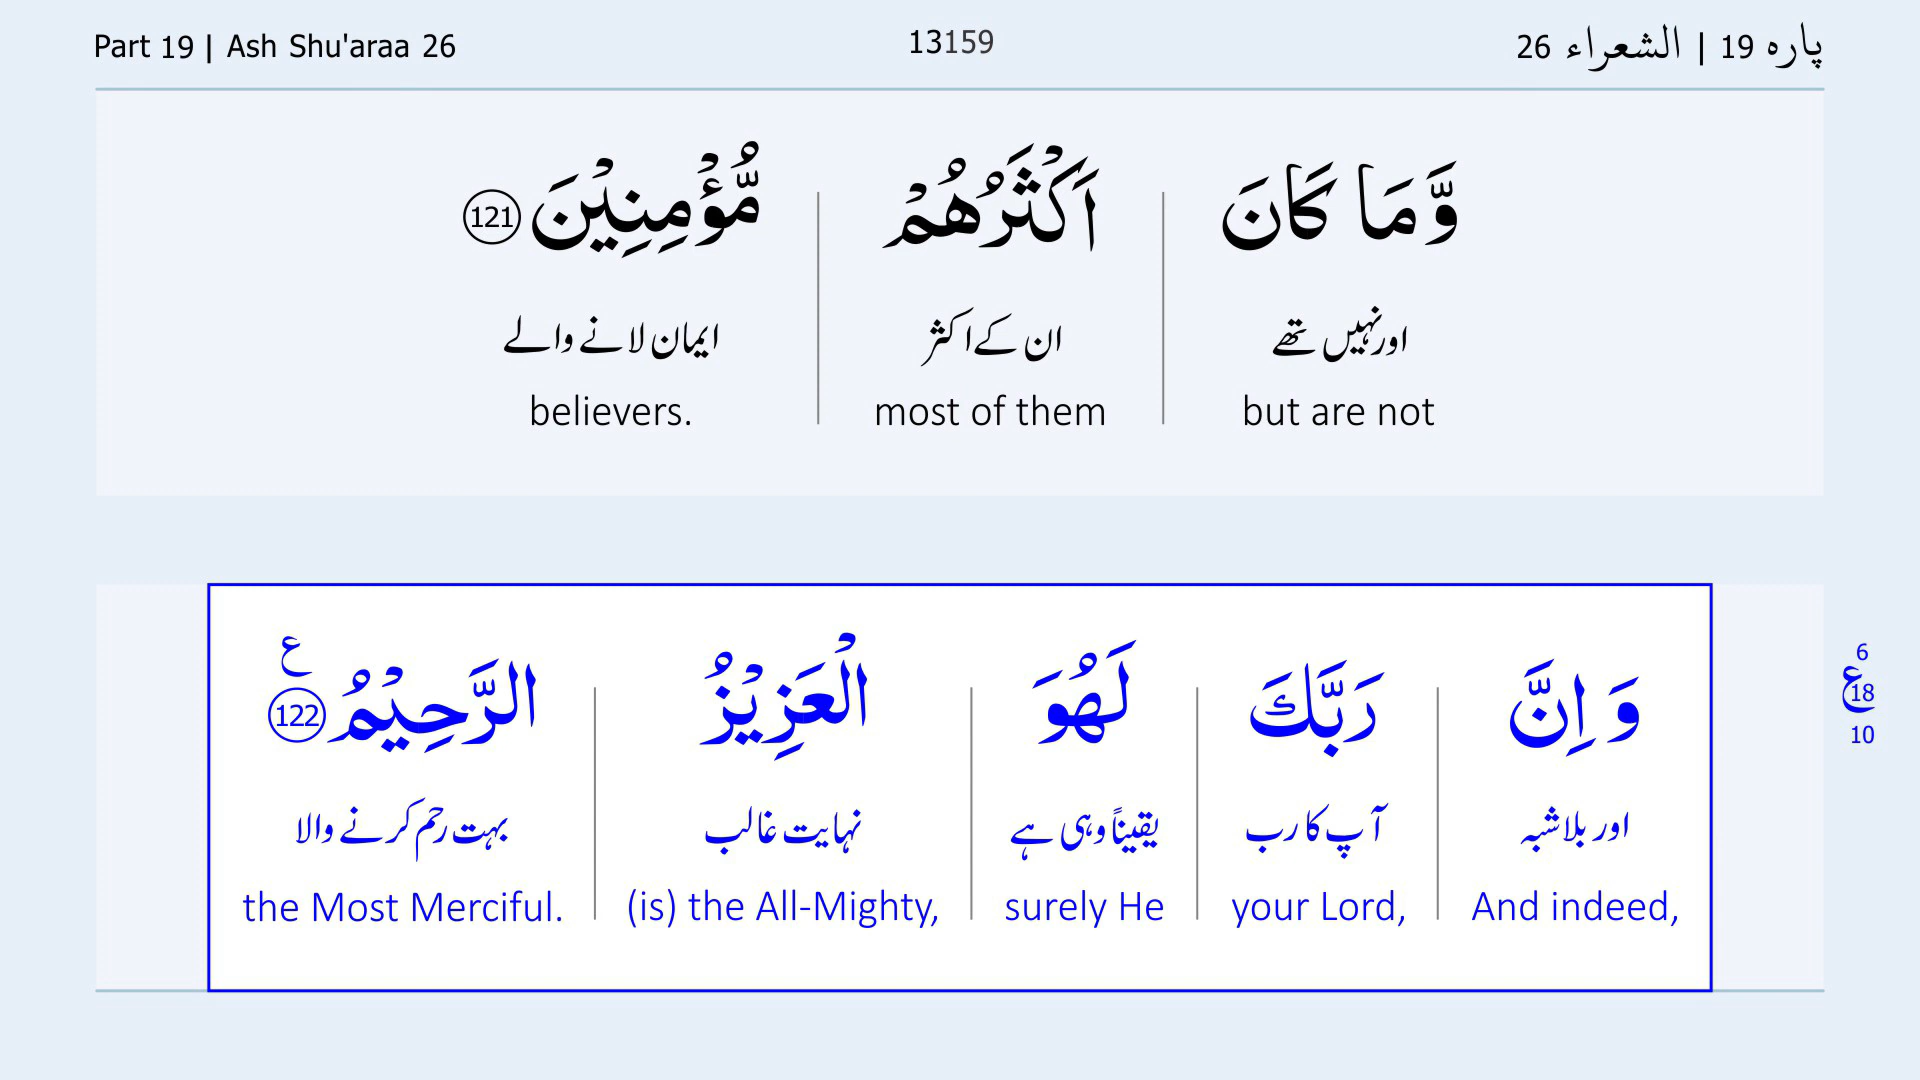 Part 19 | Ash Shu'araa 26
13159
پارہ 19 | الشعراء 26
وَّمَا كَانَ اَكْثَرُهُمْ مُّؤْمِنِيْنَ 121
اور نہیں تھے ان کے اکثر ایمان لانے والے
but are not most of them believers.
وَ اِنَّ رَبَّكَ لَهُوَ الْعَزِيْزُ الرَّحِيْمُ ع 122
اور بلاشبہ آپ کا رب یقیناً وہی ہے نہایت غالب بہت رحم کرنے والا
And indeed, your Lord, surely He (is) the All-Mighty, the Most Merciful.
6
ع 18
10